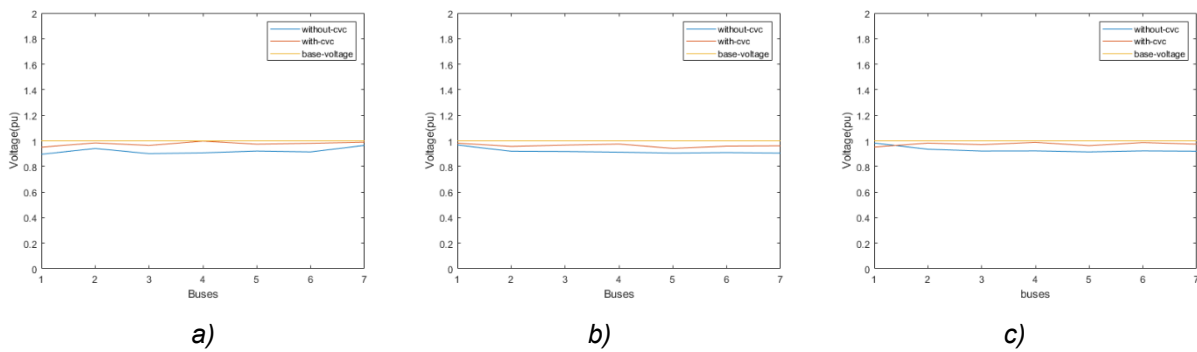 2
1.8
1.6
1.4
1.2
1
0.8
0.6
0.4
0.2
0
Voltage(pu)
without-cvc
with-cvc
base-voltage
1 2 3 4 5 6 7
Buses
a)
2
1.8
1.6
1.4
1.2
1
0.8
0.6
0.4
0.2
0
Voltage(pu)
without-cvc
with-cvc
base-voltage
1 2 3 4 5 6 7
Buses
b)
2
1.8
1.6
1.4
1.2
1
0.8
0.6
0.4
0.2
0
Voltage(pu)
without-cvc
with-cvc
base-voltage
1 2 3 4 5 6 7
buses
c)